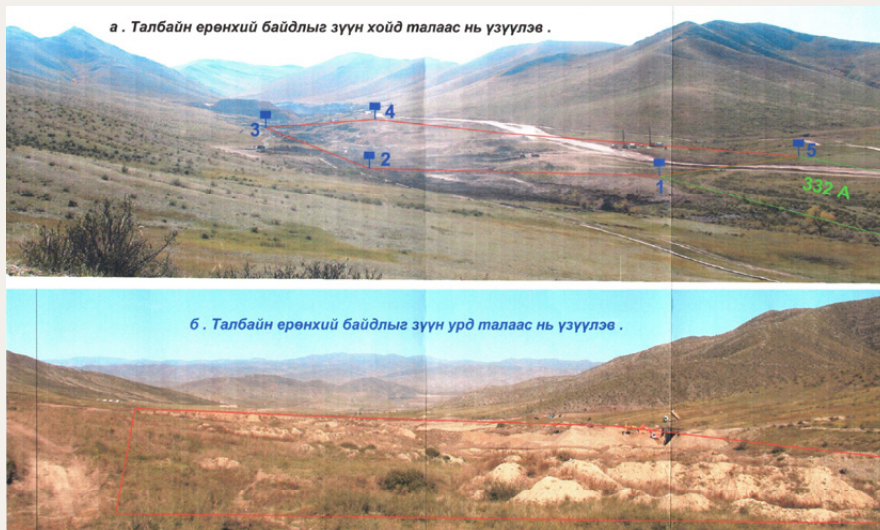 а . Талбайн ерөнхий байдлыг зүүн хойд талаас нь үзүүлэв .
4
3
2
5
1
332 А
б . Талбайн ерөнхий байдлыг зүүн урд талаас нь үзүүлэв .